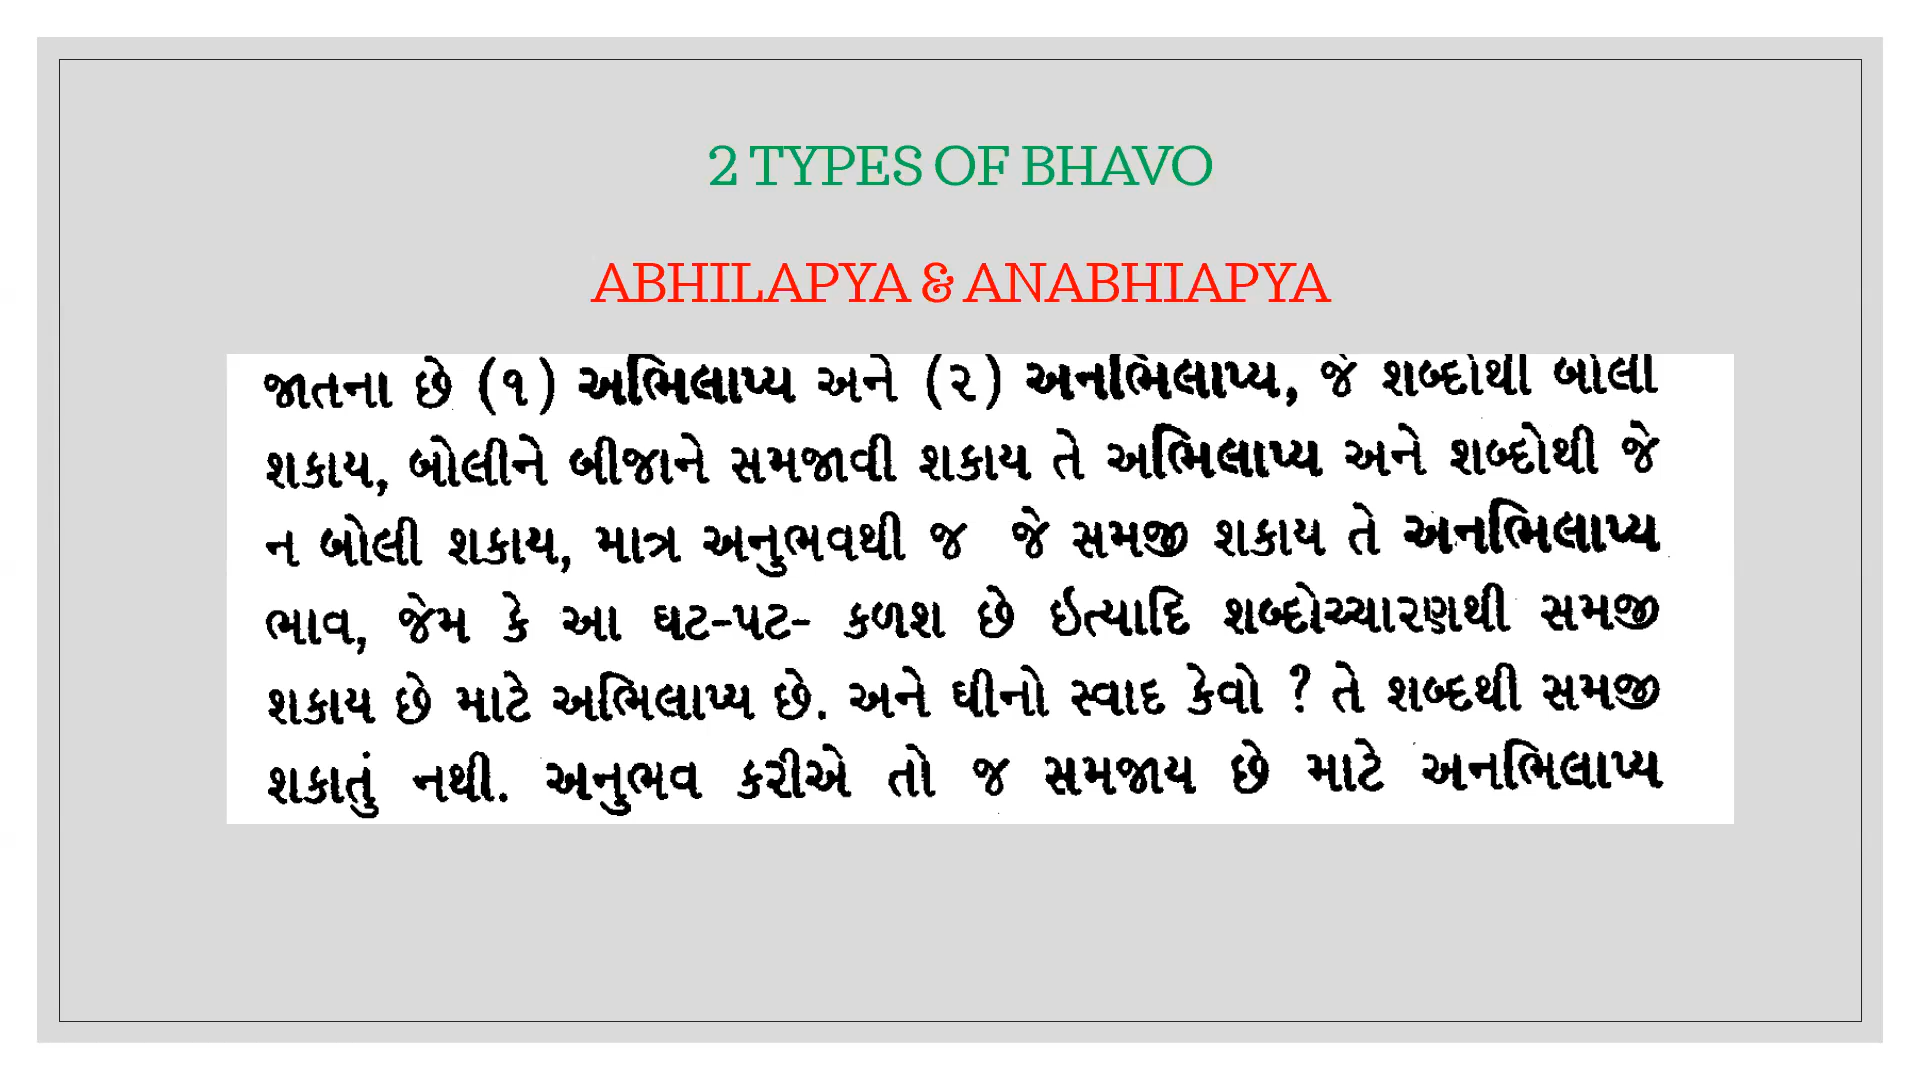 2 TYPES OF BHAVO
ABHILAPYA & ANABHIAPYA
જાતના છે (૧) અભિલાપ્ય અને (૨) અનભિલાપ્ય, જે શબ્દોથી બોલી
શકાય, બોલીને બીજાને સમજાવી શકાય તે અભિલાપ્ય અને શબ્દોથી જે
ન બોલી શકાય, માત્ર અનુભવથી જ જે સમજી શકાય તે અનભિલાપ્ય
ભાવ, જેમ કે આ ઘટ-પટ- કળશ છે ઇત્યાદિ શબ્દોચ્ચારણથી સમજી
શકાય છે માટે અભિલાપ્ય છે. અને ઘીનો સ્વાદ કેવો ? તે શબ્દથી સમજી
શકાતું નથી. અનુભવ કરીએ તો જ સમજાય છે માટે અનભિલાપ્ય